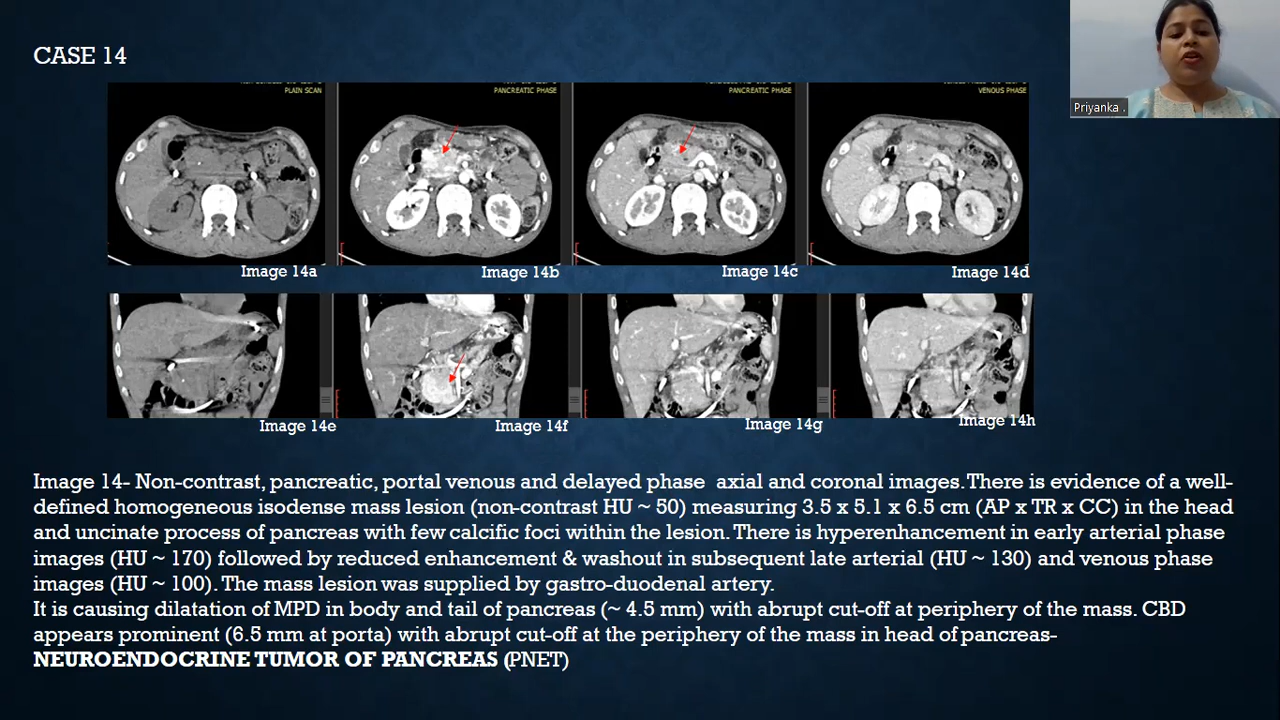 CASE 14
PLAIN SCAN
PANCREATIC PHASE
PANCREATIC PHASE
VENOUS PHASE
Priyanka .
Image 14a
Image 14b
Image 14c
Image 14d
Image 14e
Image 14f
Image 14g
Image 14h
Image 14- Non-contrast, pancreatic, portal venous and delayed phase axial and coronal images. There is evidence of a well-
defined homogeneous isodense mass lesion (non-contrast HU ~ 50) measuring 3.5 x 5.1 x 6.5 cm (AP x TR x CC) in the head
and uncinate process of pancreas with few calcific foci within the lesion. There is hyperenhancement in early arterial phase
images (HU ~ 170) followed by reduced enhancement & washout in subsequent late arterial (HU ~ 130) and venous phase
images (HU ~ 100). The mass lesion was supplied by gastro-duodenal artery.
It is causing dilatation of MPD in body and tail of pancreas (~ 4.5 mm) with abrupt cut-off at periphery of the mass. CBD
appears prominent (6.5 mm at porta) with abrupt cut-off at the periphery of the mass in head of pancreas-
NEUROENDOCRINE TUMOR OF PANCREAS (PNET)